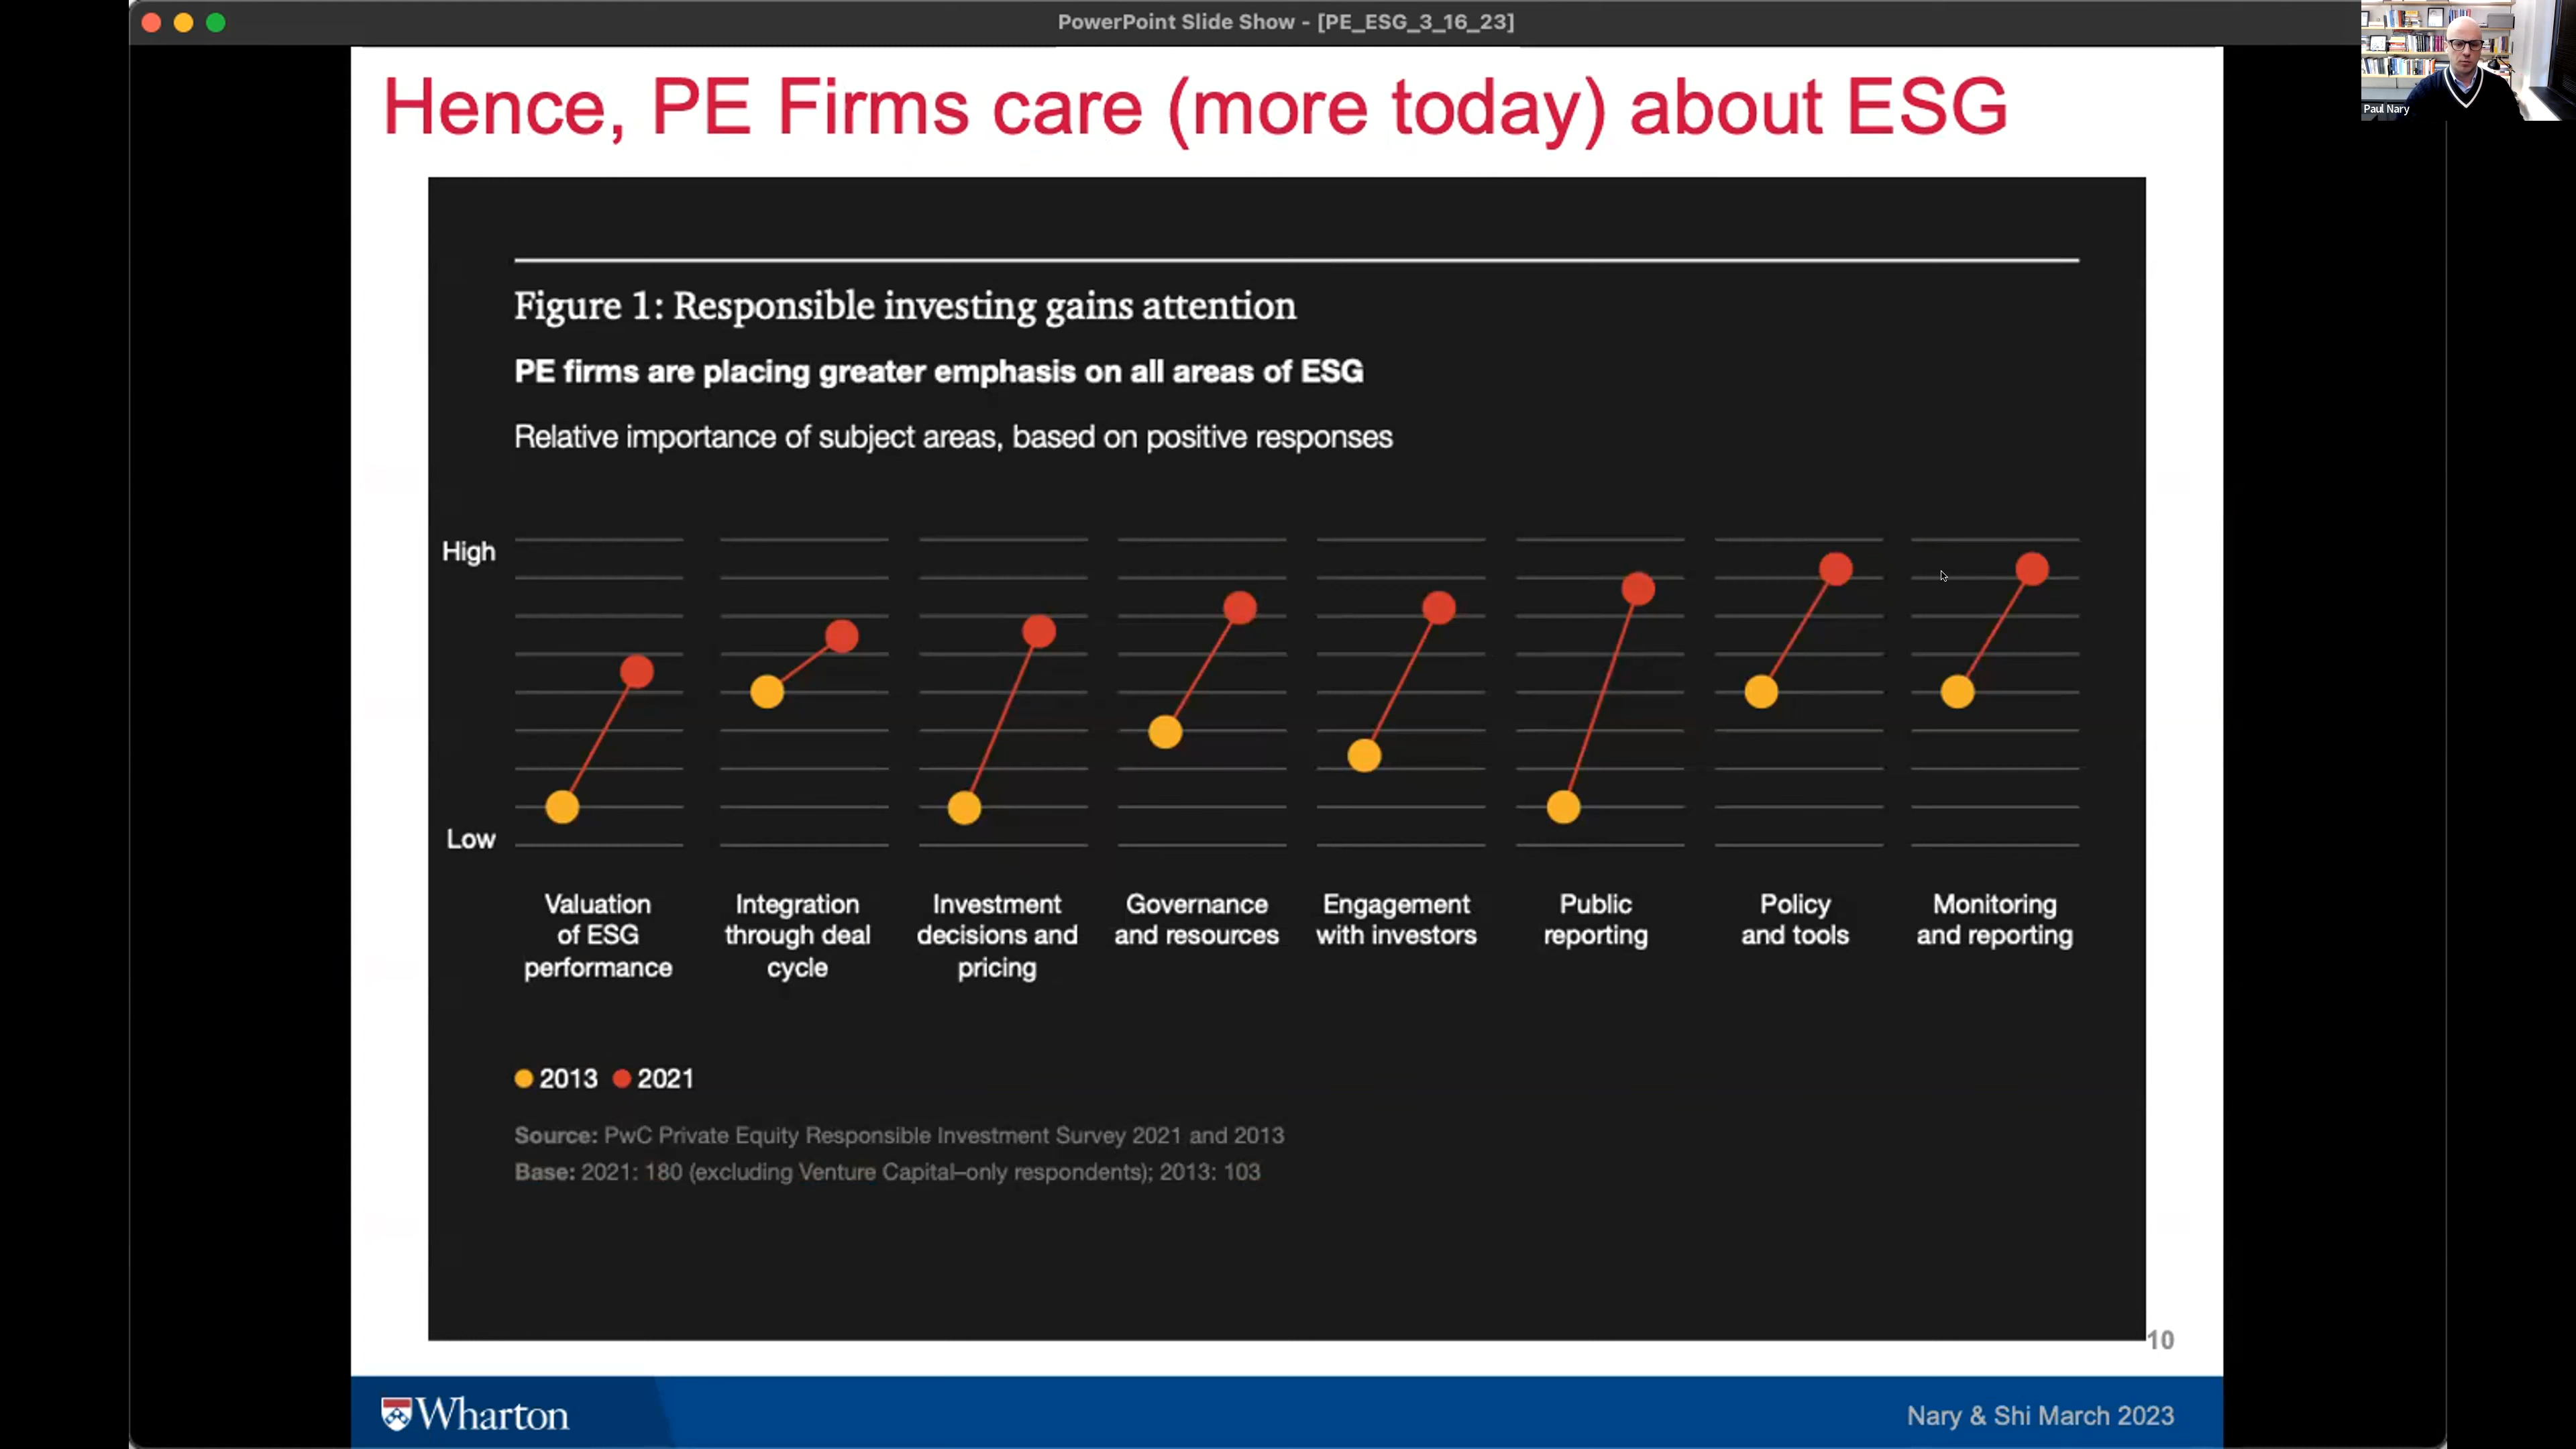 PowerPoint Slide Show - [PE_ESG_3_16_23]
Paul Nary
Hence, PE Firms care (more today) about ESG
Figure 1: Responsible investing gains attention
PE firms are placing greater emphasis on all areas of ESG
Relative importance of subject areas, based on positive responses
High
Low
Valuation
of ESG
performance
Integration
through deal
cycle
Investment
decisions and
pricing
Governance
and resources
Engagement
with investors
Public
reporting
Policy
and tools
Monitoring
and reporting
2013 2021
Source: PwC Private Equity Responsible Investment Survey 2021 and 2013
Base: 2021: 180 (excluding Venture Capital–only respondents); 2013: 103
10
Wharton
Nary & Shi March 2023